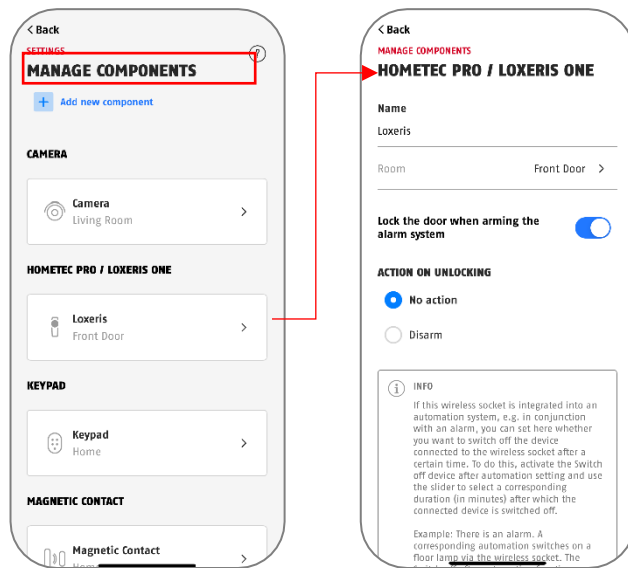 < Back
SETTINGS
MANAGE COMPONENTS
?
+ Add new component
CAMERA
Camera
Living Room
HOMETEC PRO / LOXERIS ONE
Loxeris
Front Door
KEYPAD
Keypad
Home
MAGNETIC CONTACT
Magnetic Contact
< Back
MANAGE COMPONENTS
HOMETEC PRO / LOXERIS ONE
Name
Loxeris
Room Front Door >
Lock the door when arming the
alarm system
ACTION ON UNLOCKING
No action
Disarm
INFO
If this wireless socket is integrated into an
automation system, e.g. in conjunction
with an alarm, you can set here whether
you want to switch off the device
connected to the wireless socket after a
certain time. To do this, activate the Switch
off device after automation setting and use
the slider to select a corresponding
duration (in minutes) after which the
connected device is switched off.
Example: There is an alarm. A
corresponding automation switches on a
floor lamp via the wireless socket. The